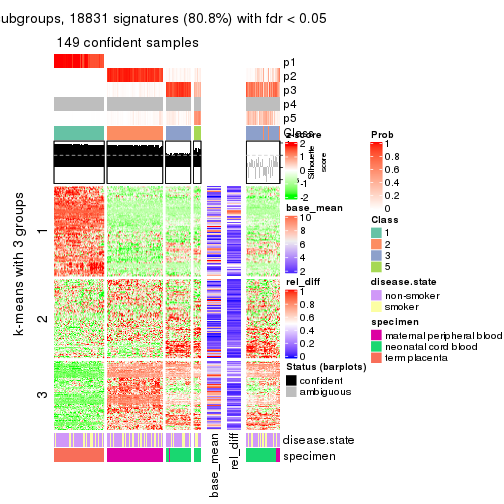 ubgroups, 18831 signatures (80.8%) with fdr < 0.05
149 confident samples
p1
p2
p3
p4
p5
Class
Silhouette
score
k-means with 3 groups
1
2
3
base_mean
rel_diff
disease.state
specimen
z-score
2
1
0
-1
-2
base_mean
10
8
6
4
2
rel_diff
1
0.8
0.6
0.4
0.2
0
Status (barplots)
confident
ambiguous
Prob
1
0.8
0.6
0.4
0.2
0
Class
1
2
3
5
disease.state
non-smoker
smoker
specimen
maternal peripheral blood
neonatal cord blood
term placenta